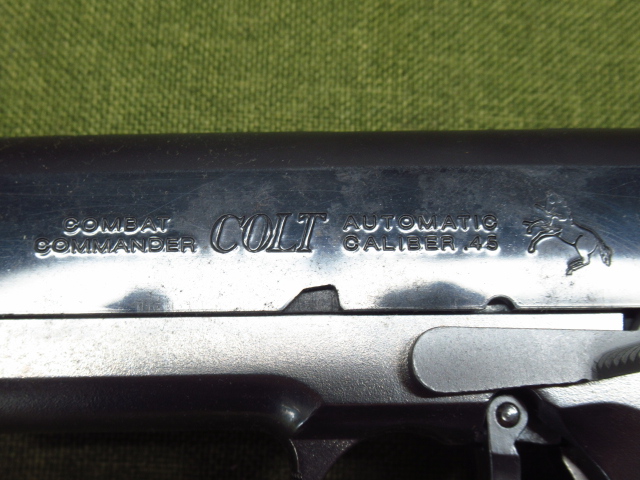 COMBAT
COMMANDER
COLT
AUTOMATIC
CALIBER .45